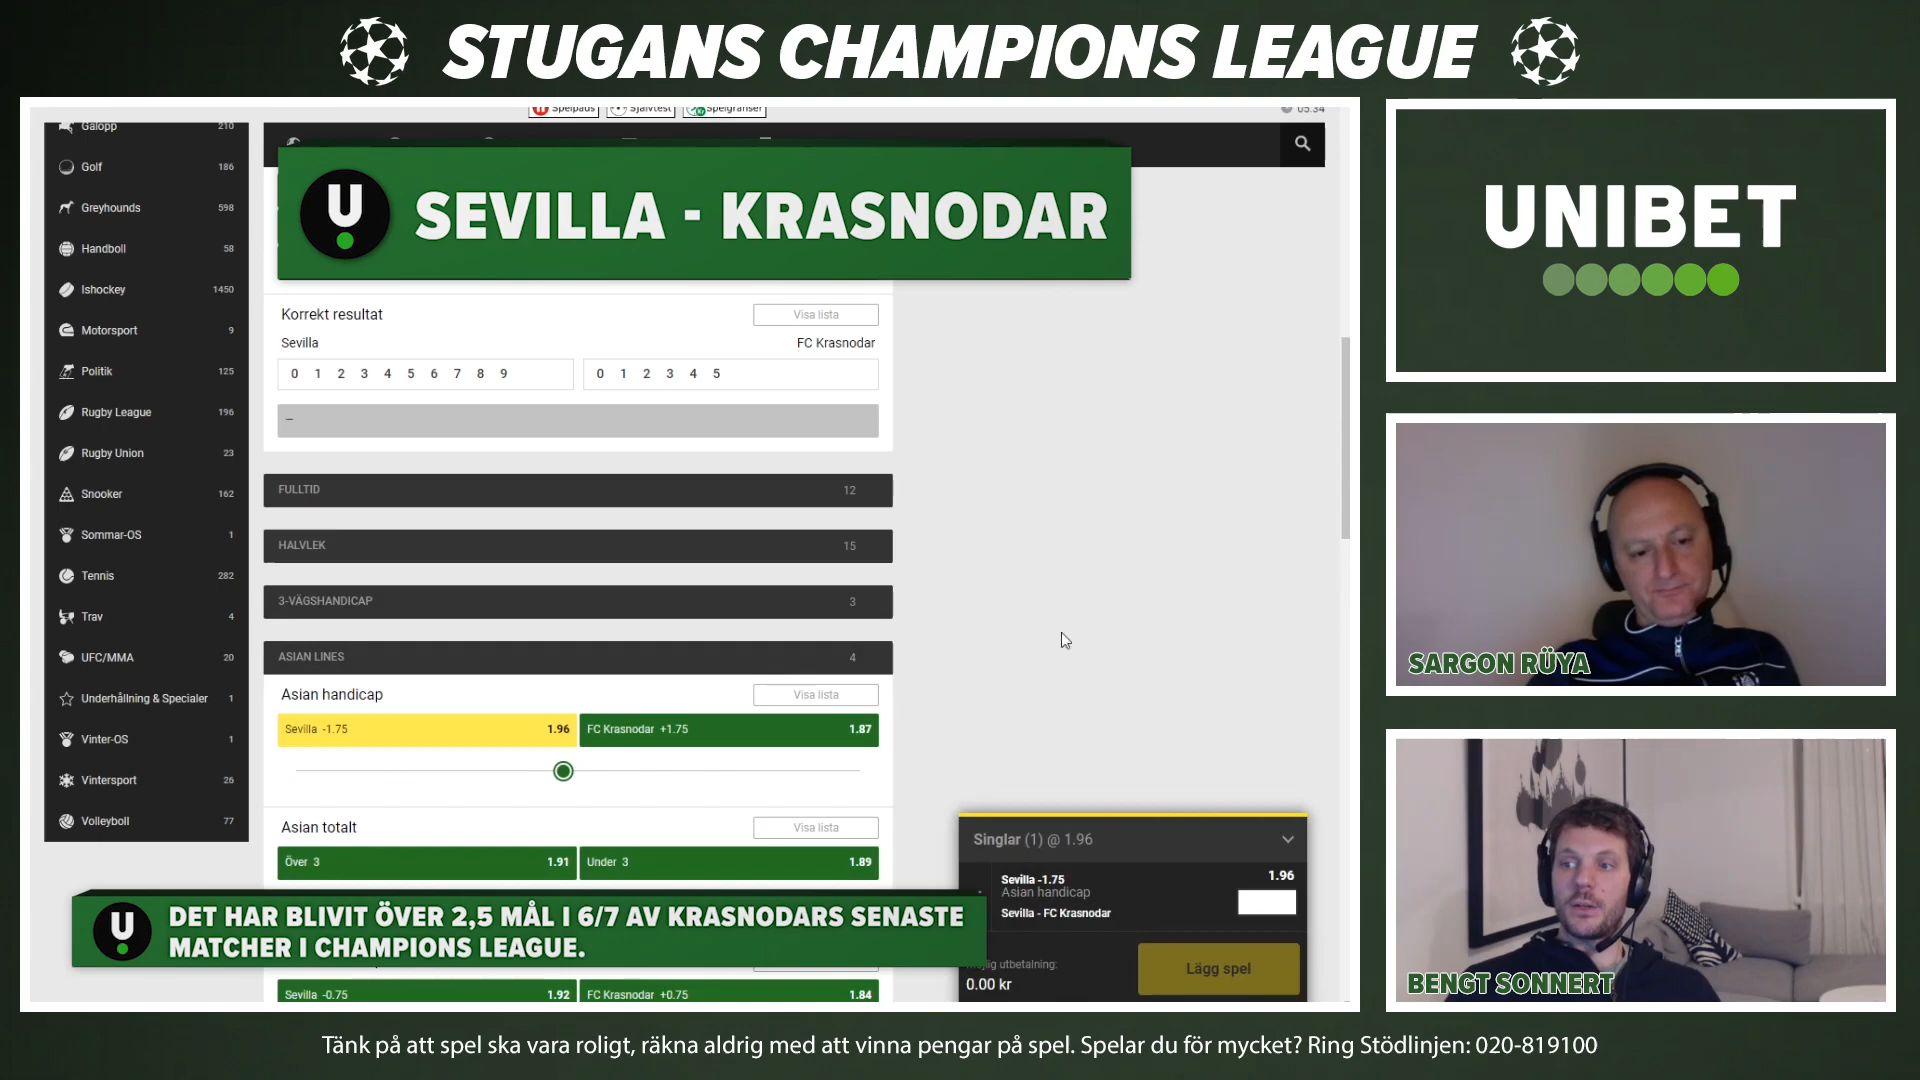 STUGANS CHAMPIONS LEAGUE
Spelpaus Självtest Spelgränser 05:34
Galopp 210
Golf 186
Greyhounds 598
Handboll 58
Ishockey 1450
Motorsport 9
Politik 125
Rugby League 196
Rugby Union 23
Snooker 162
Sommar-OS 1
Tennis 282
Trav 4
UFC/MMA 20
Underhållning & Specialer 1
Vinter-OS 1
Vintersport 26
Volleyboll 77
U SEVILLA - KRASNODAR
Korrekt resultat Visa lista
Sevilla FC Krasnodar
0 1 2 3 4 5 6 7 8 9 0 1 2 3 4 5
–
FULLTID 12
HALVLEK 15
3-VÄGSHANDICAP 3
ASIAN LINES 4
Asian handicap Visa lista
Sevilla -1.75 1.96 FC Krasnodar +1.75 1.87
Asian totalt Visa lista
Över 3 1.91 Under 3 1.89
Sevilla -0.75 1.92 FC Krasnodar +0.75 1.84
Singlar (1) @ 1.96
Sevilla -1.75 1.96
Asian handicap
Sevilla - FC Krasnodar
utbetalning:
0.00 kr
Lägg spel
U DET HAR BLIVIT ÖVER 2,5 MÅL I 6/7 AV KRASNODARS SENASTE
MATCHER I CHAMPIONS LEAGUE.
UNIBET
SARGON RÜYA
BENGT SONNERT
Tänk på att spel ska vara roligt, räkna aldrig med att vinna pengar på spel. Spelar du för mycket? Ring Stödlinjen: 020-819100